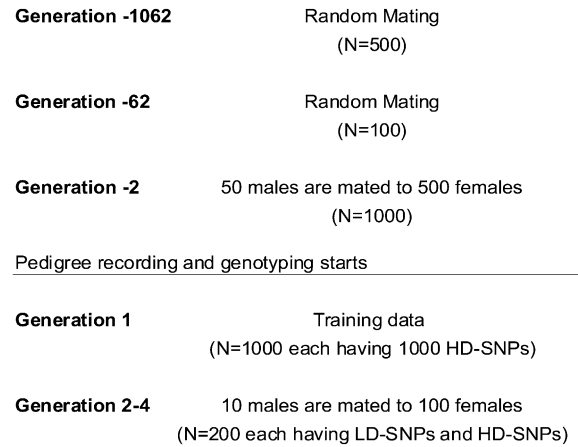 Generation -1062 Random Mating
(N=500)
Generation -62 Random Mating
(N=100)
Generation -2 50 males are mated to 500 females
(N=1000)
Pedigree recording and genotyping starts
Generation 1 Training data
(N=1000 each having 1000 HD-SNPs)
Generation 2-4 10 males are mated to 100 females
(N=200 each having LD-SNPs and HD-SNPs)